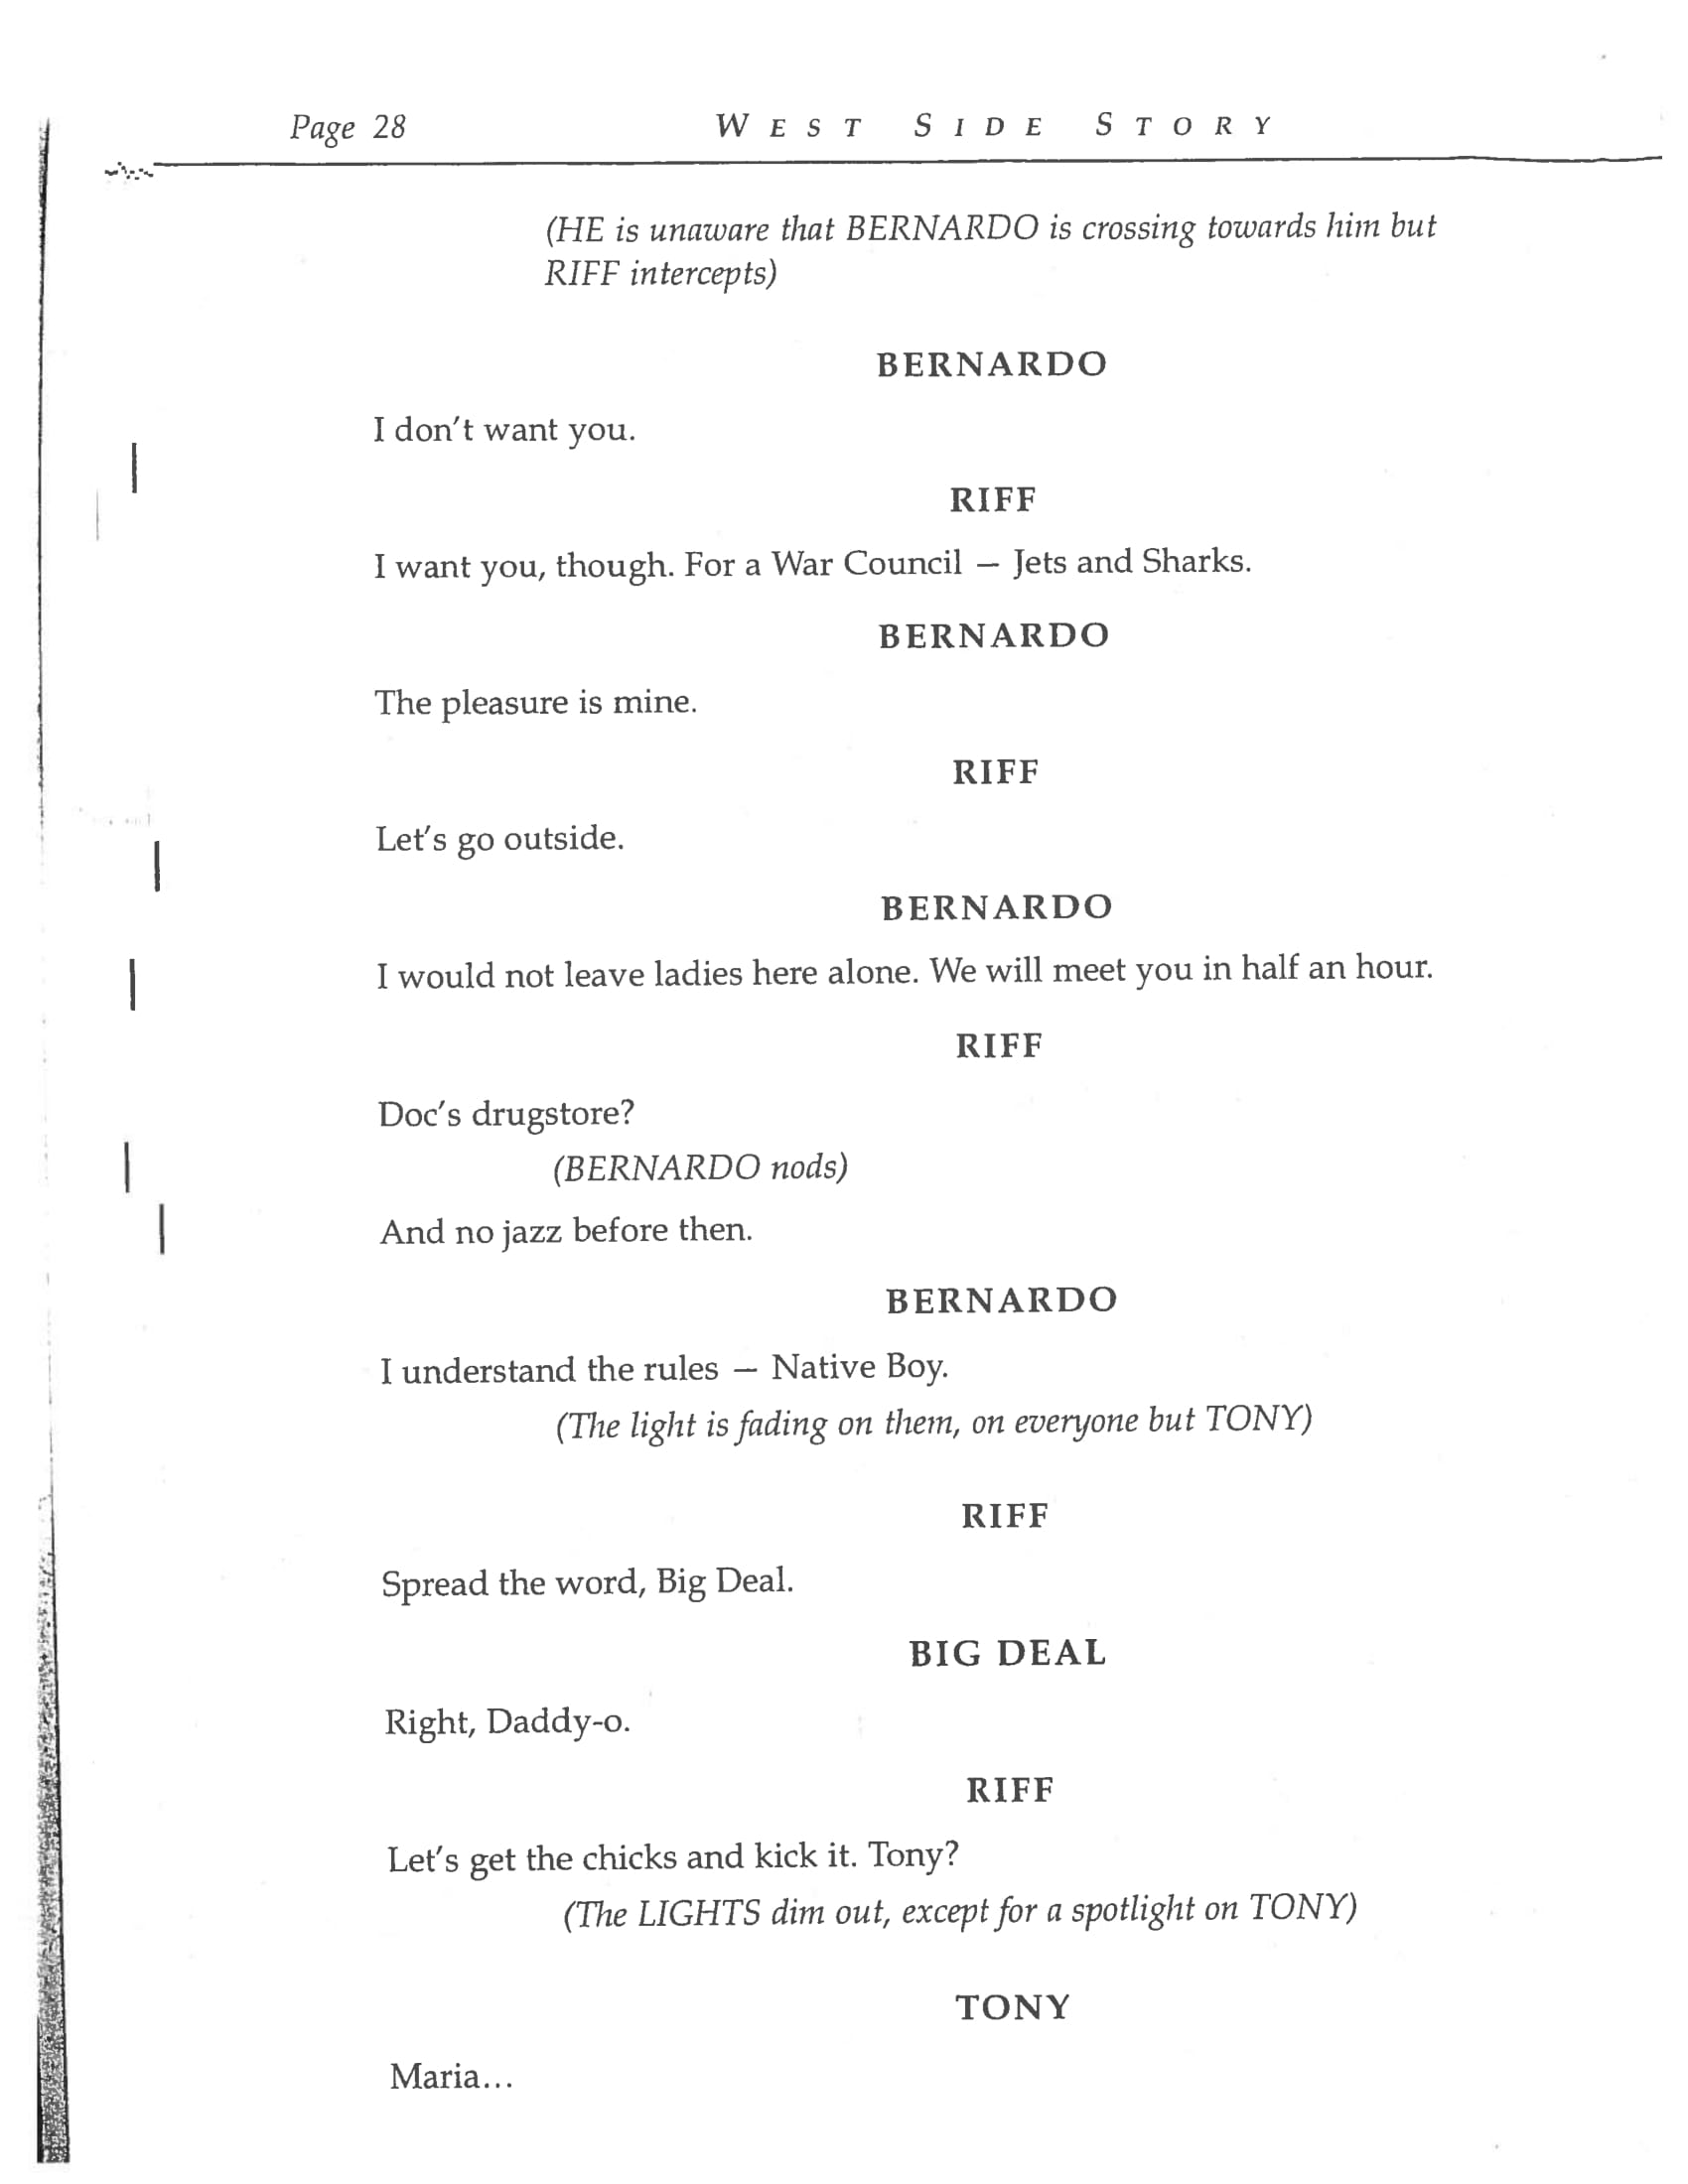 Page 28 WEST SIDE STORY
(HE is unaware that BERNARDO is crossing towards him but
RIFF intercepts)
BERNARDO
I don't want you.
RIFF
I want you, though. For a War Council — Jets and Sharks.
BERNARDO
The pleasure is mine.
RIFF
Let's go outside.
BERNARDO
I would not leave ladies here alone. We will meet you in half an hour.
RIFF
Doc's drugstore?
(BERNARDO nods)
And no jazz before then.
BERNARDO
I understand the rules — Native Boy.
(The light is fading on them, on everyone but TONY)
RIFF
Spread the word, Big Deal.
BIG DEAL
Right, Daddy-o.
RIFF
Let's get the chicks and kick it. Tony?
(The LIGHTS dim out, except for a spotlight on TONY)
TONY
Maria...